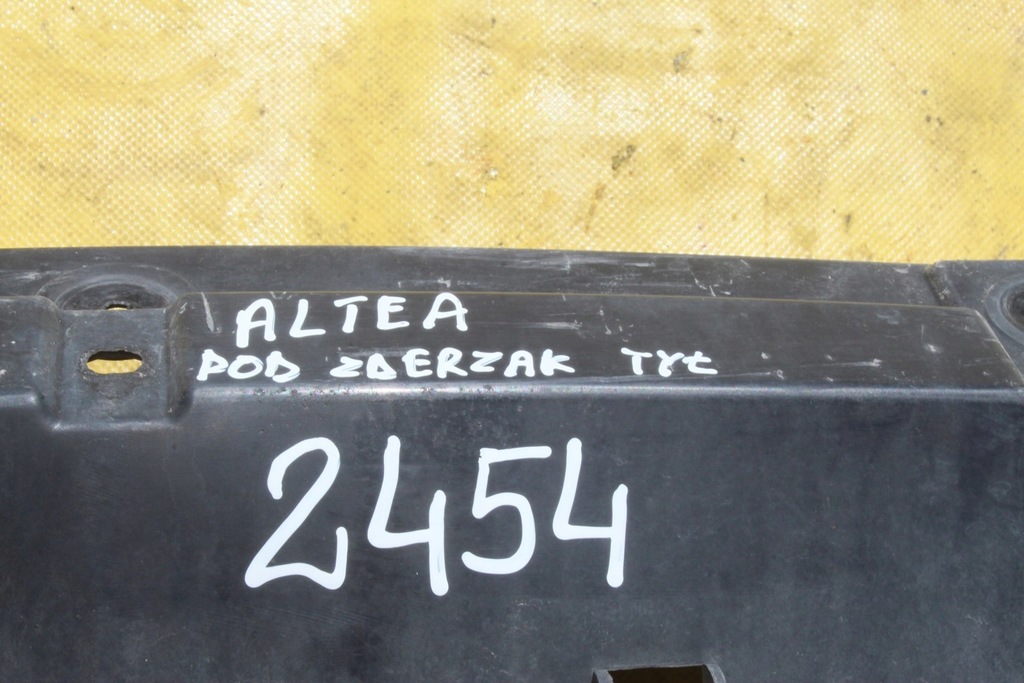 ALTEA
POD ZDERZAK TYŁ
2454